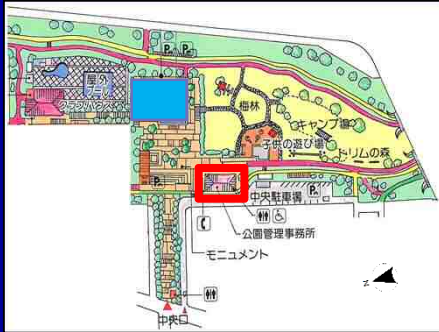 P
P
屋外
プール
クラブハウス
梅林
キャンプ場
子供の遊び場
ドリムの森
P
中央駐車場
P
公園管理事務所
モニュメント
中央口
N